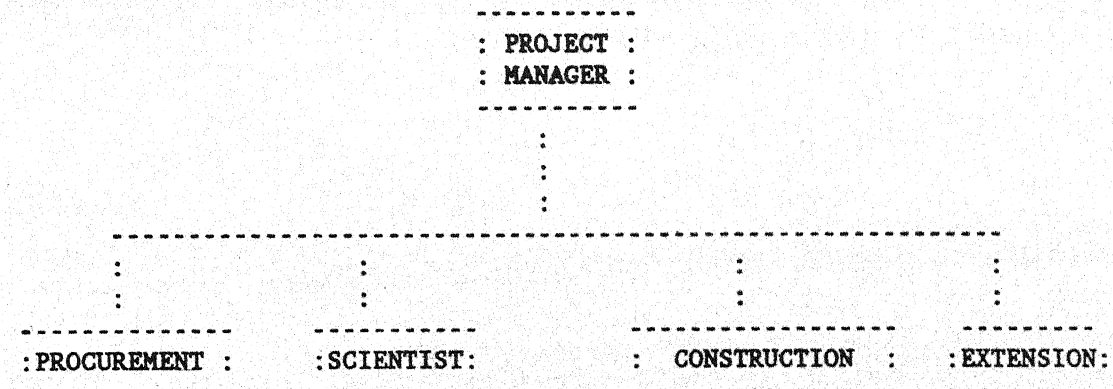 : PROJECT :
: MANAGER :
:PROCUREMENT : :SCIENTIST: : CONSTRUCTION : :EXTENSION: